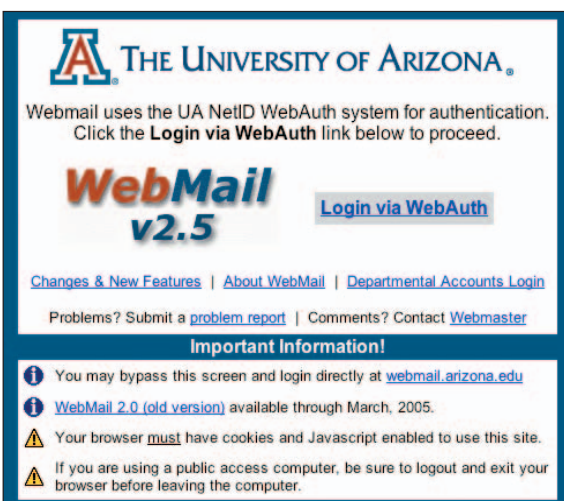 A THE UNIVERSITY OF ARIZONA®
Webmail uses the UA NetID WebAuth system for authentication.
Click the Login via WebAuth link below to proceed.
WebMail
v2.5
Login via WebAuth
Changes & New Features | About WebMail | Departmental Accounts Login
Problems? Submit a problem report | Comments? Contact Webmaster
Important Information!
You may bypass this screen and login directly at webmail.arizona.edu
WebMail 2.0 (old version) available through March, 2005.
Your browser must have cookies and Javascript enabled to use this site.
If you are using a public access computer, be sure to logout and exit your
browser before leaving the computer.